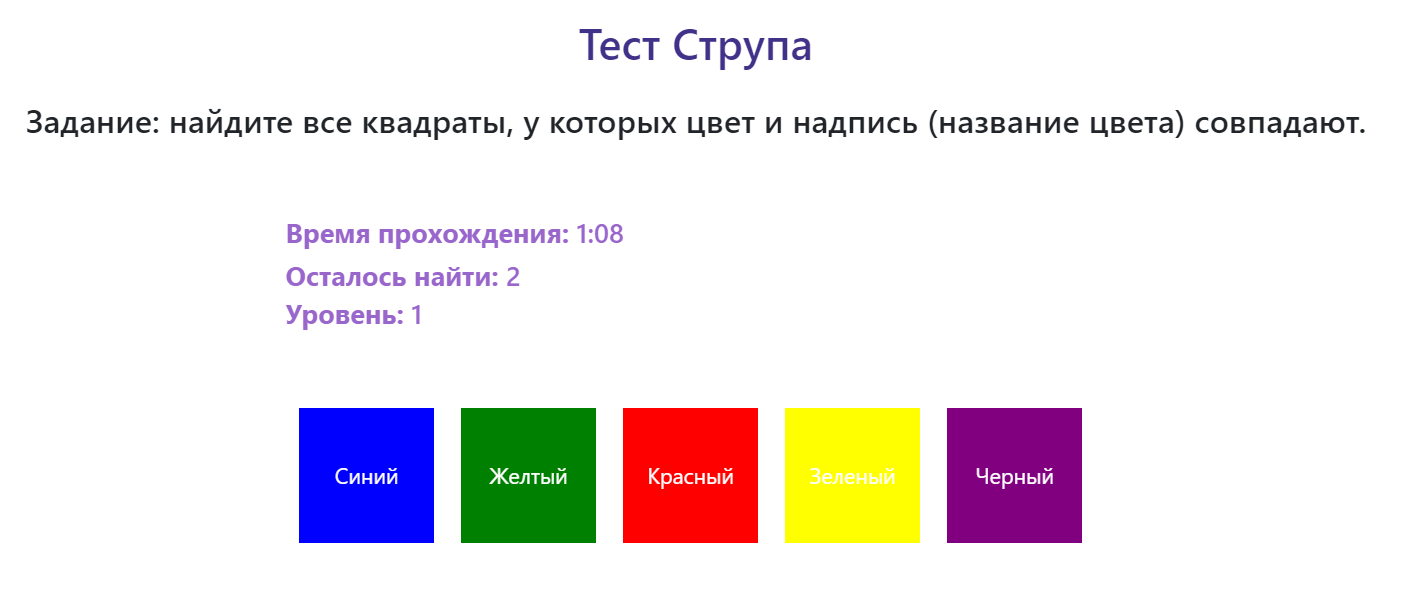 Тест Струпа
Задание: найдите все квадраты, у которых цвет и надпись (название цвета) совпадают.
Время прохождения: 1:08
Осталось найти: 2
Уровень: 1
Синий Желтый Красный Зеленый Черный